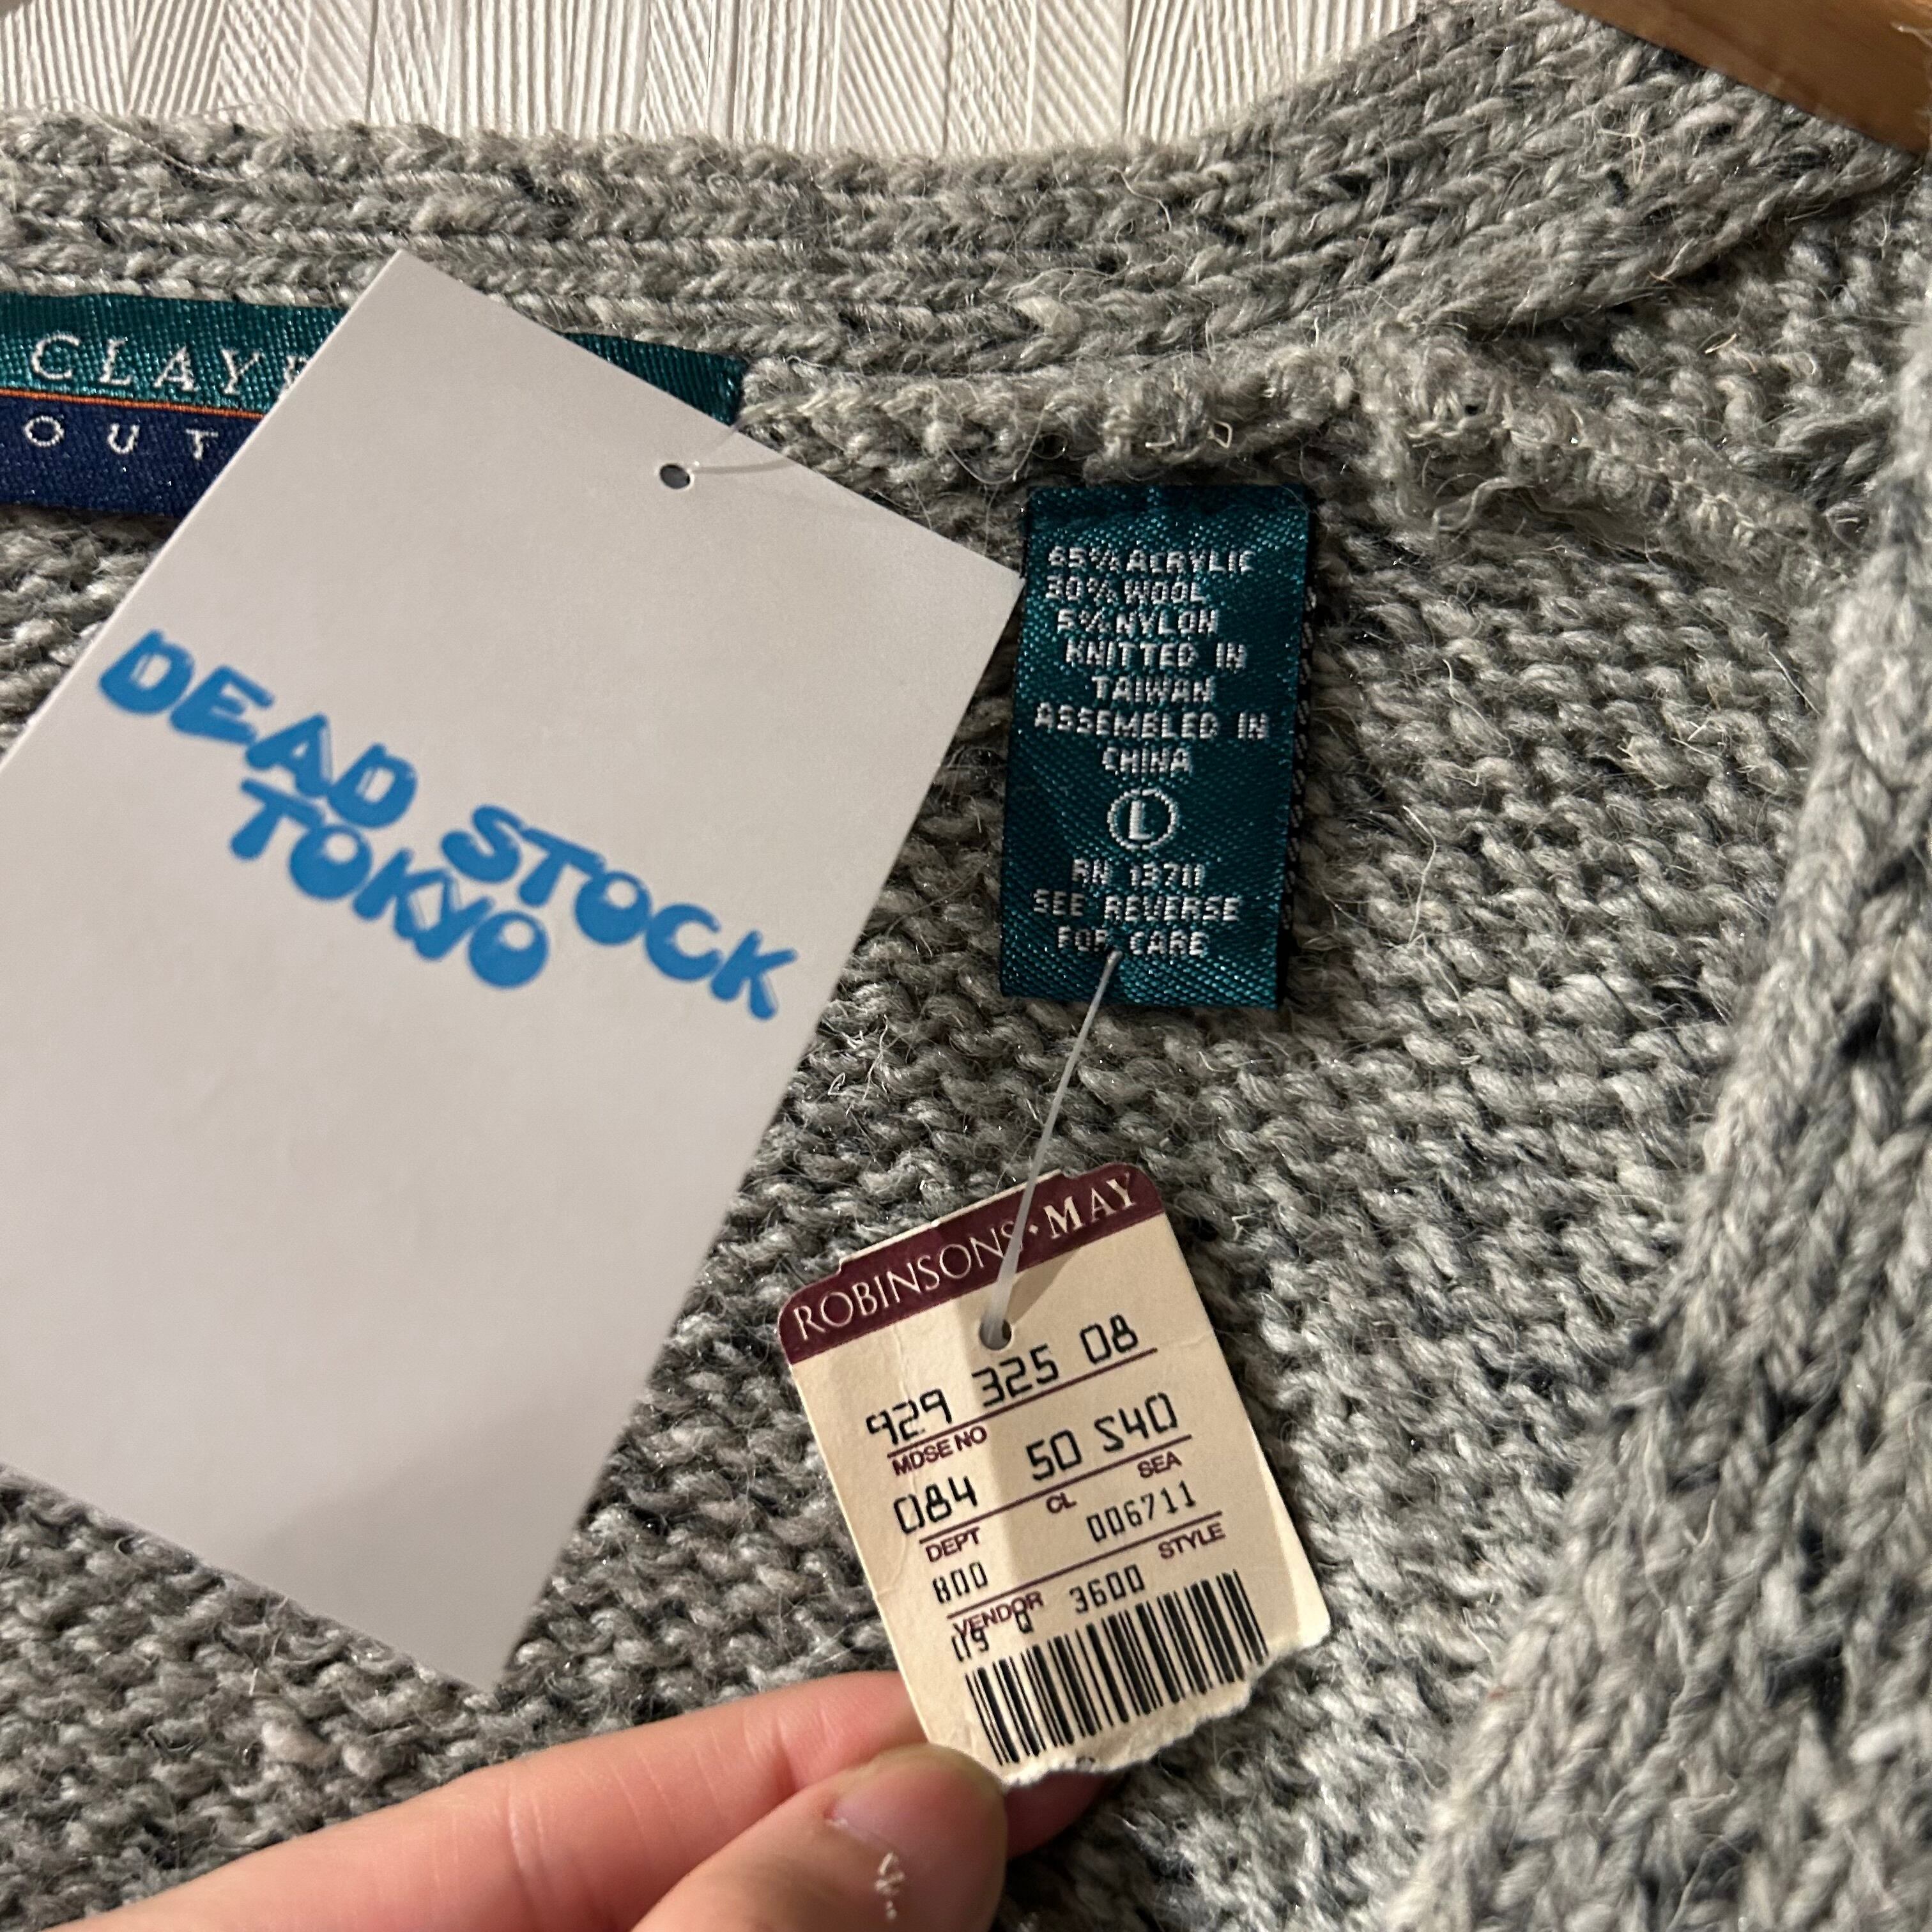 CLAY
OUT
DEAD STOCK
TOKYO
65% ACRYLIC
30% WOOL
5% NYLON
KNITTED IN
TAIWAN
ASSEMBLED IN
CHINA
L
RN 13711
SEE REVERSE
FOR CARE
ROBINSONS·MAY
929 325 08
MDSE NO
084 50 S40
DEPT CL SEA
800 006711
VENDOR STYLE
Q 3600